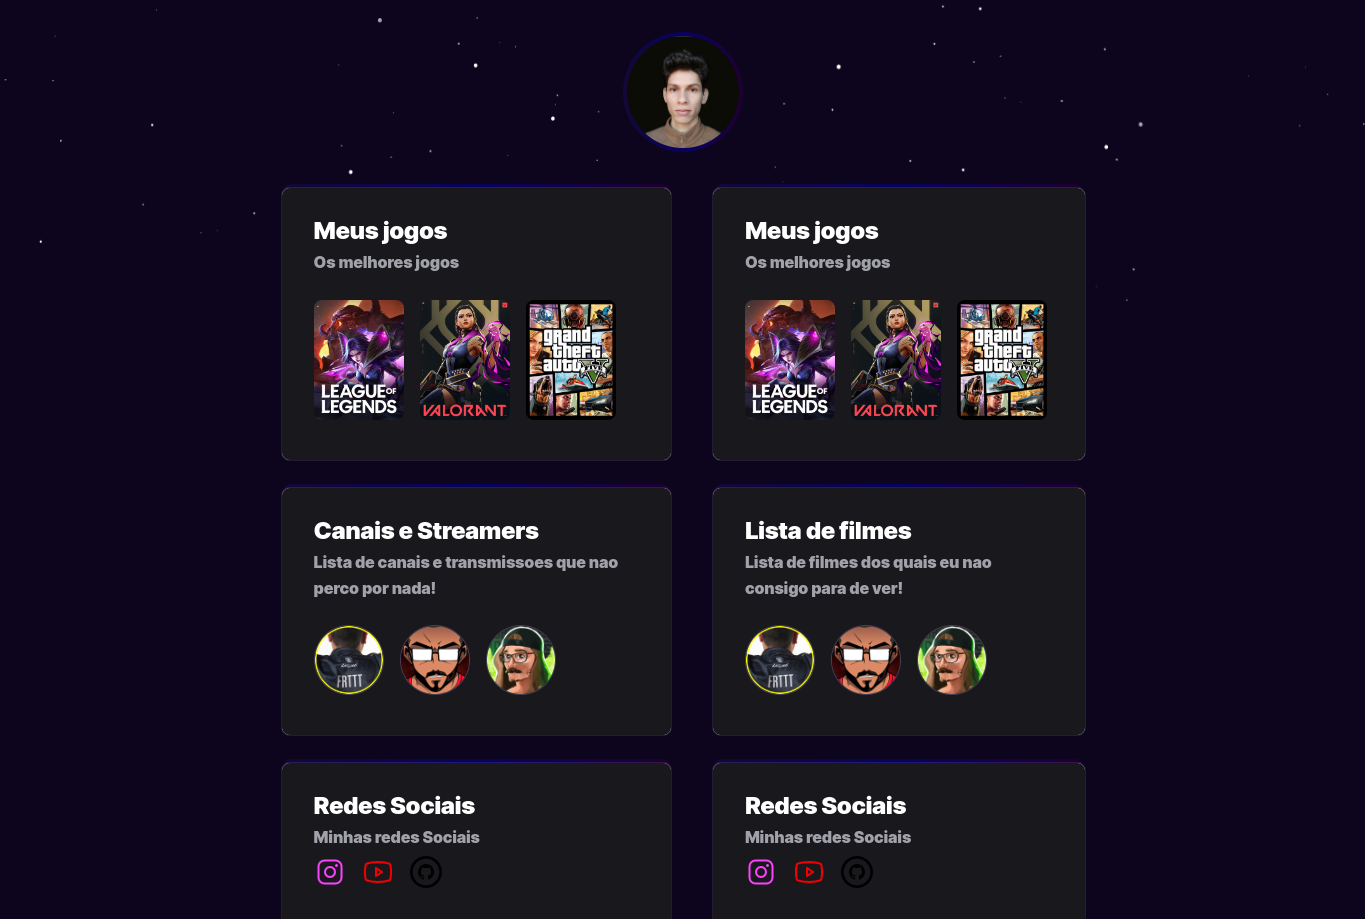 Meus jogos
Os melhores jogos
LEAGUE OF
LEGENDS
VALORANT
grand
theft
auto V
Meus jogos
Os melhores jogos
LEAGUE OF
LEGENDS
VALORANT
grand
theft
auto V
Canais e Streamers
Lista de canais e transmissoes que nao
perco por nada!
FRTTT
Lista de filmes
Lista de filmes dos quais eu nao
consigo para de ver!
FRTTT
Redes Sociais
Minhas redes Sociais
Redes Sociais
Minhas redes Sociais